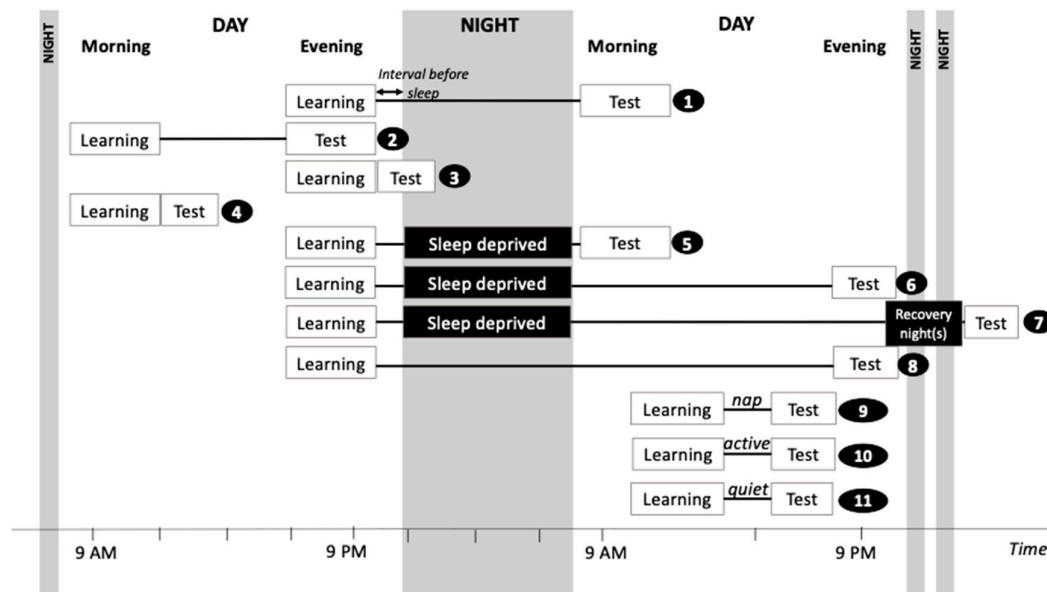 DAY NIGHT DAY
NIGHT Morning Evening Morning Evening NIGHT NIGHT
Interval before
sleep
Learning Test 1
Learning Test 2
Learning Test 3
Learning Test 4
Learning Sleep deprived Test 5
Learning Sleep deprived Test 6
Learning Sleep deprived Recovery
night(s) Test 7
Learning Test 8
Learning nap Test 9
Learning active Test 10
Learning quiet Test 11
9 AM 9 PM 9 AM 9 PM Time